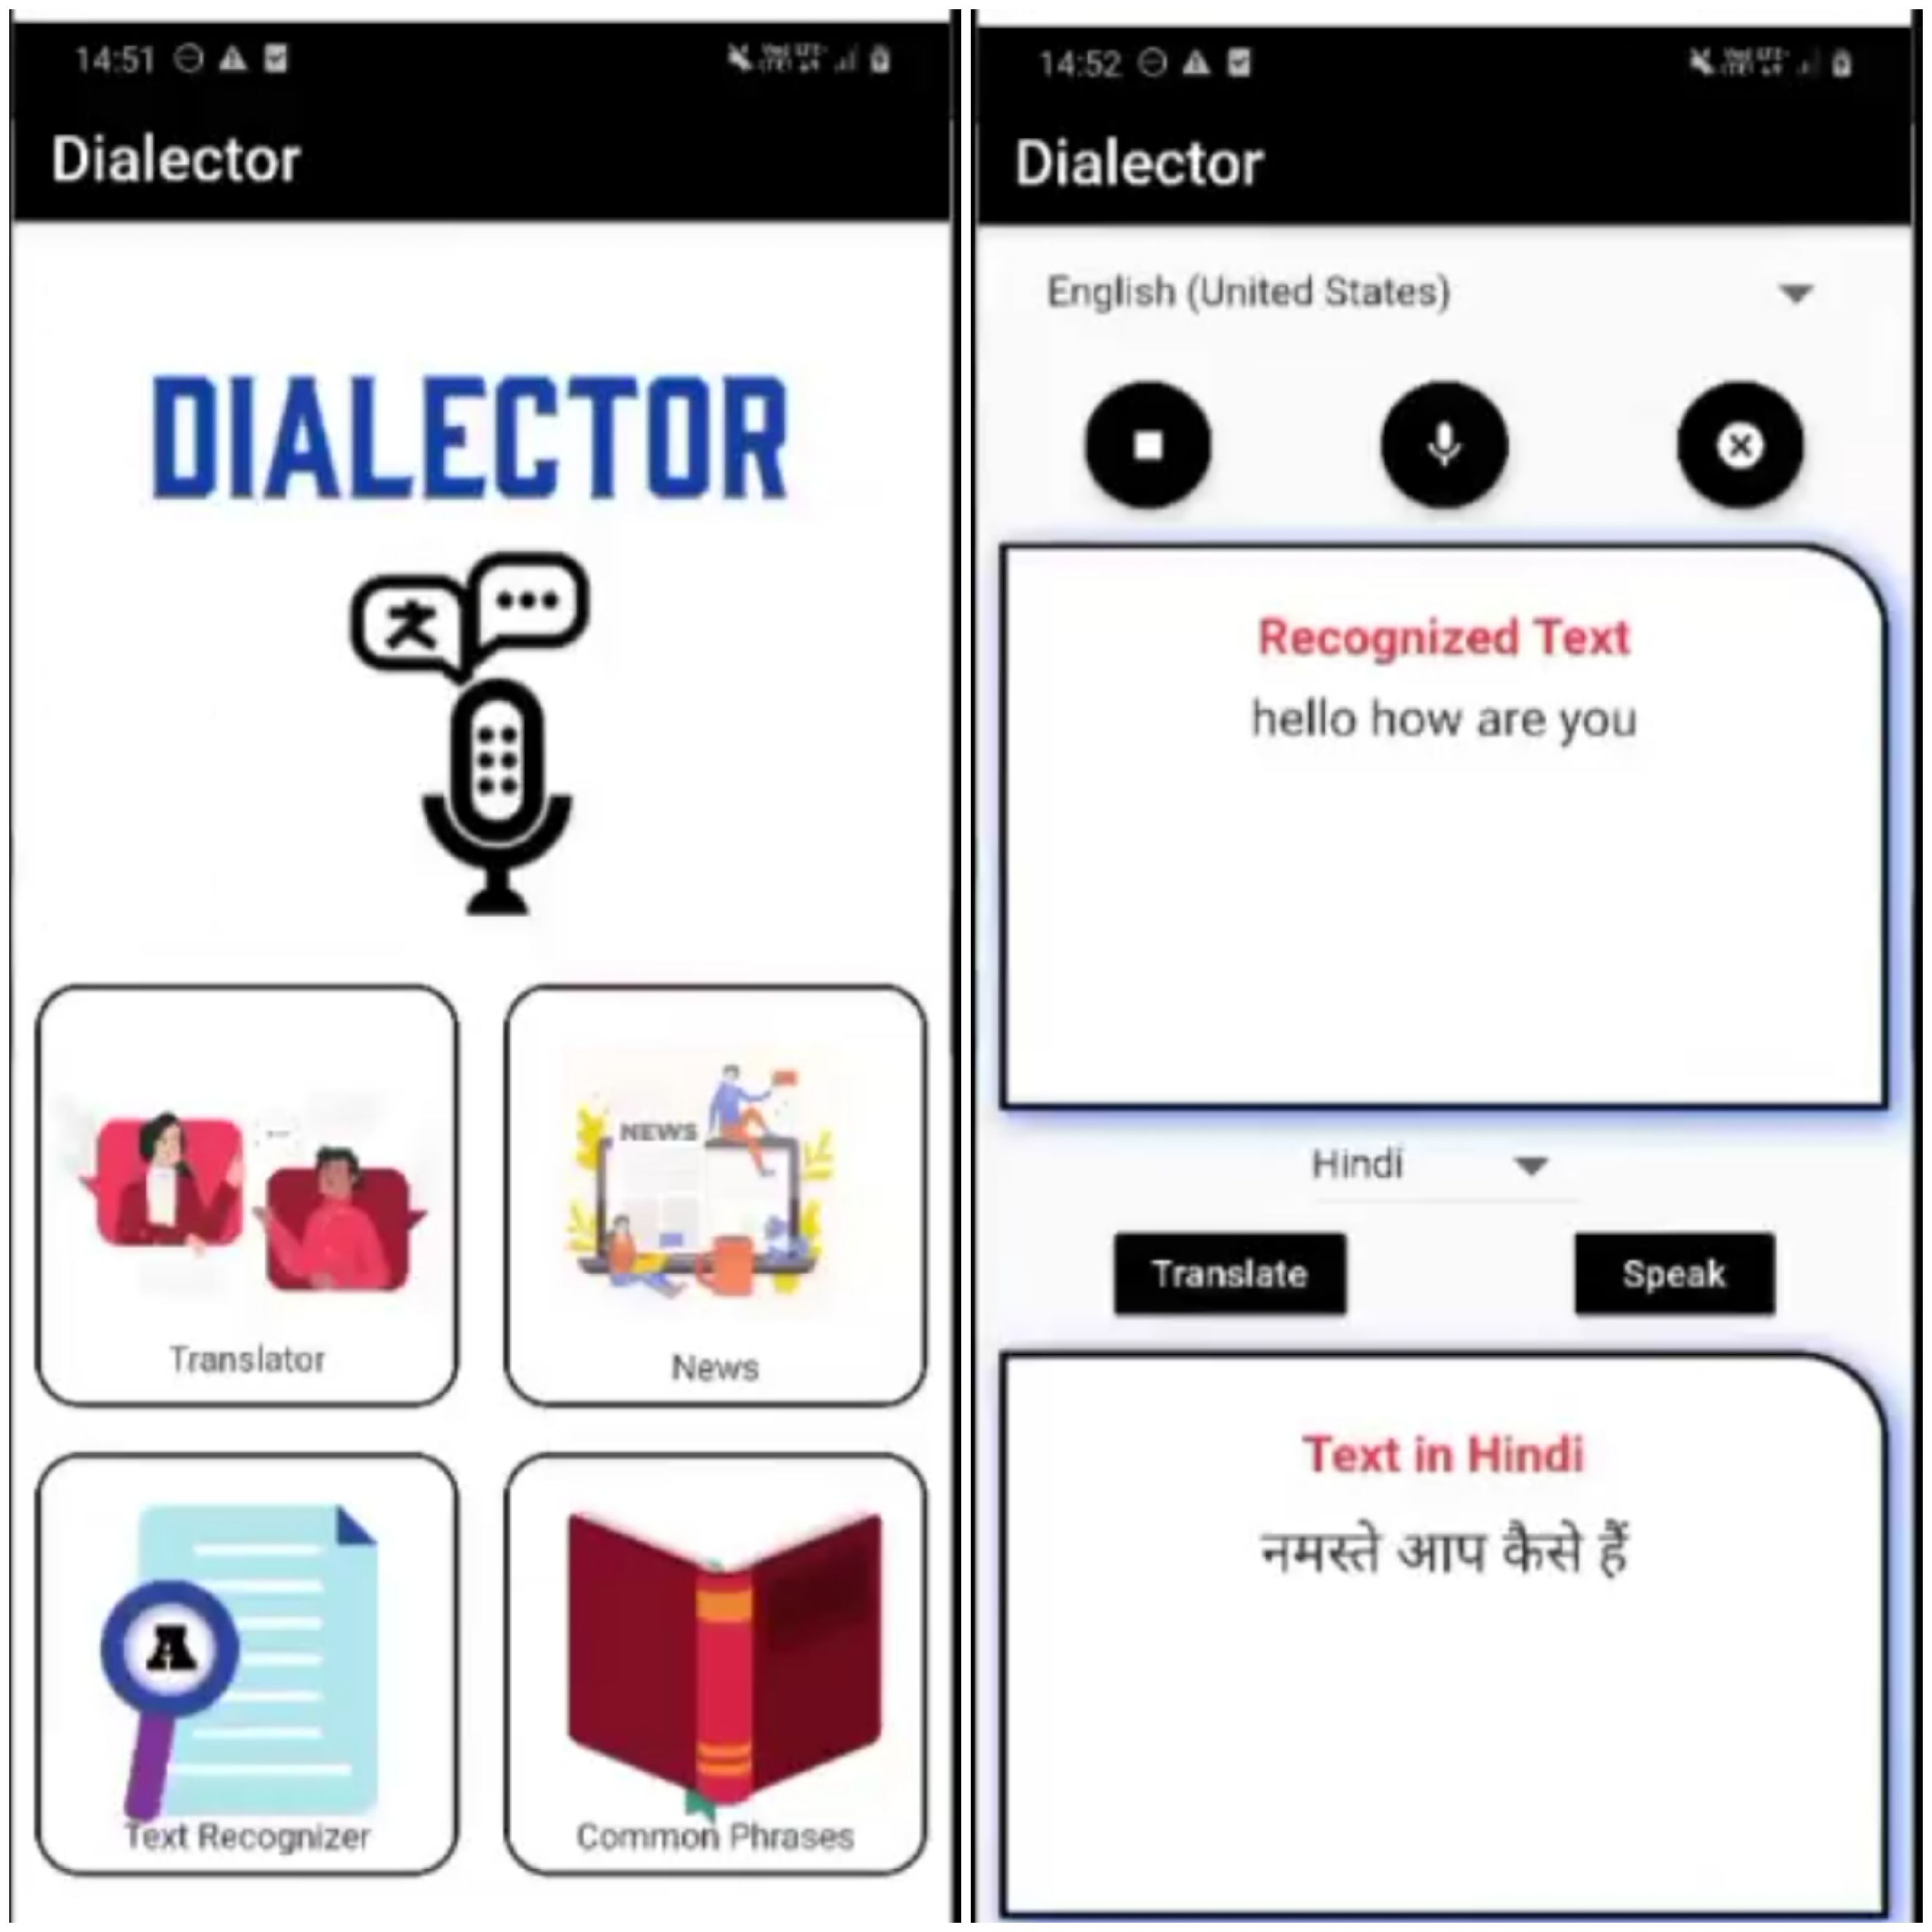 14:51
Dialector
DIALECTOR
文
NEWS
Translator
News
A
Text Recognizer
Common Phrases
14:52
Dialector
English (United States)
Recognized Text
hello how are you
Hindi
Translate
Speak
Text in Hindi
नमस्ते आप कैसे हैं